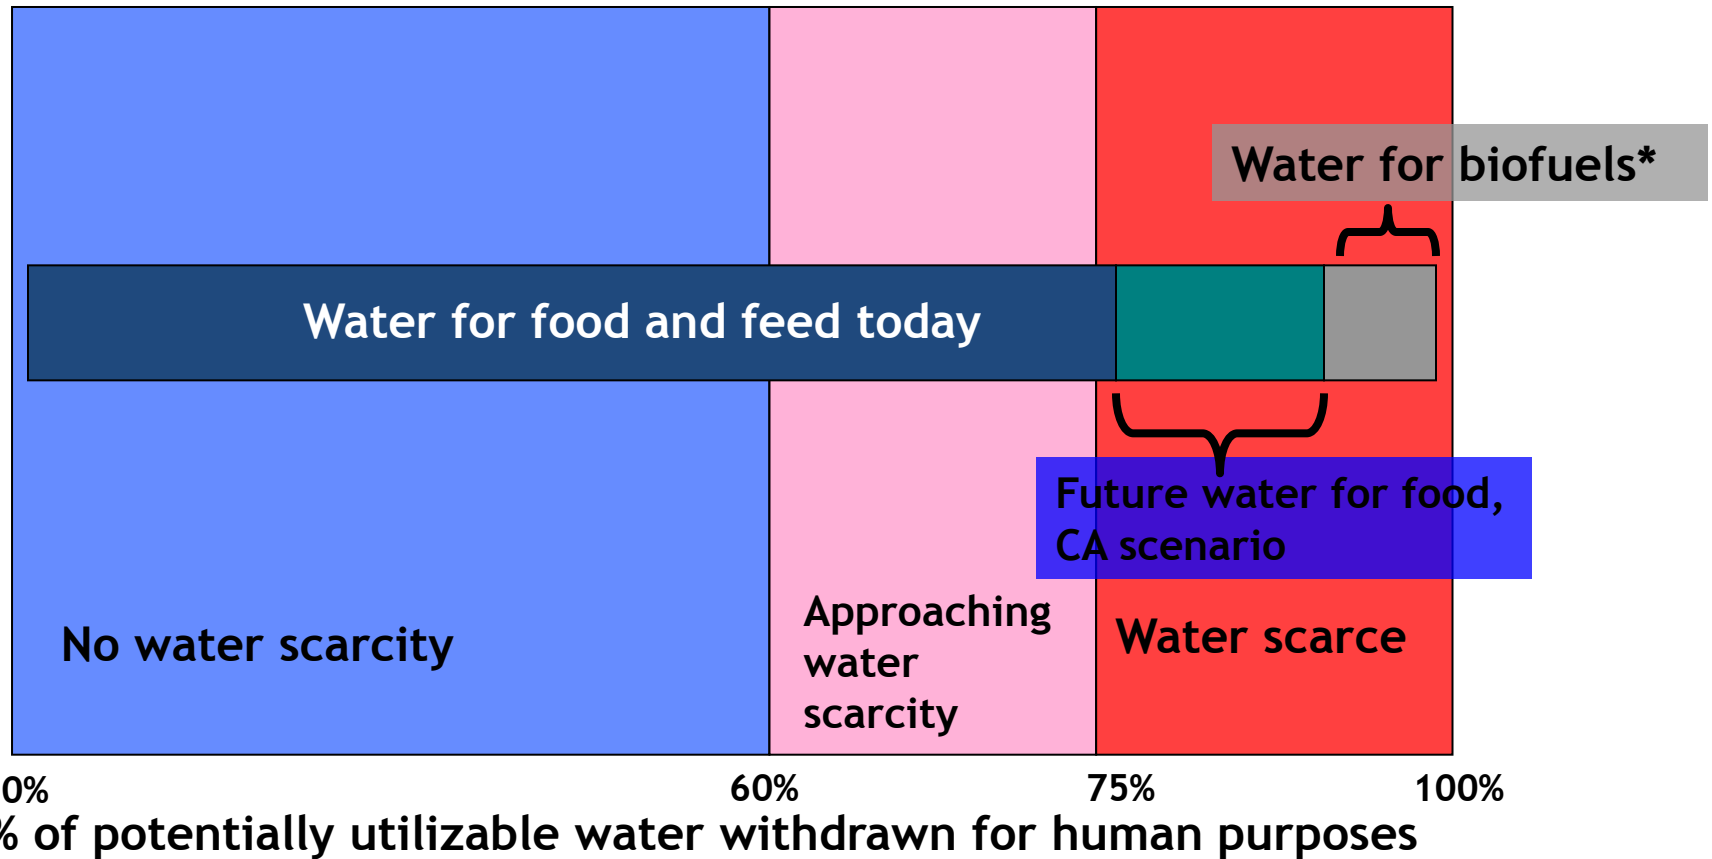 Water for biofuels*
Water for food and feed today
Future water for food,
CA scenario
No water scarcity
Approaching
water
scarcity
Water scarce
0%
60%
75%
100%
% of potentially utilizable water withdrawn for human purposes